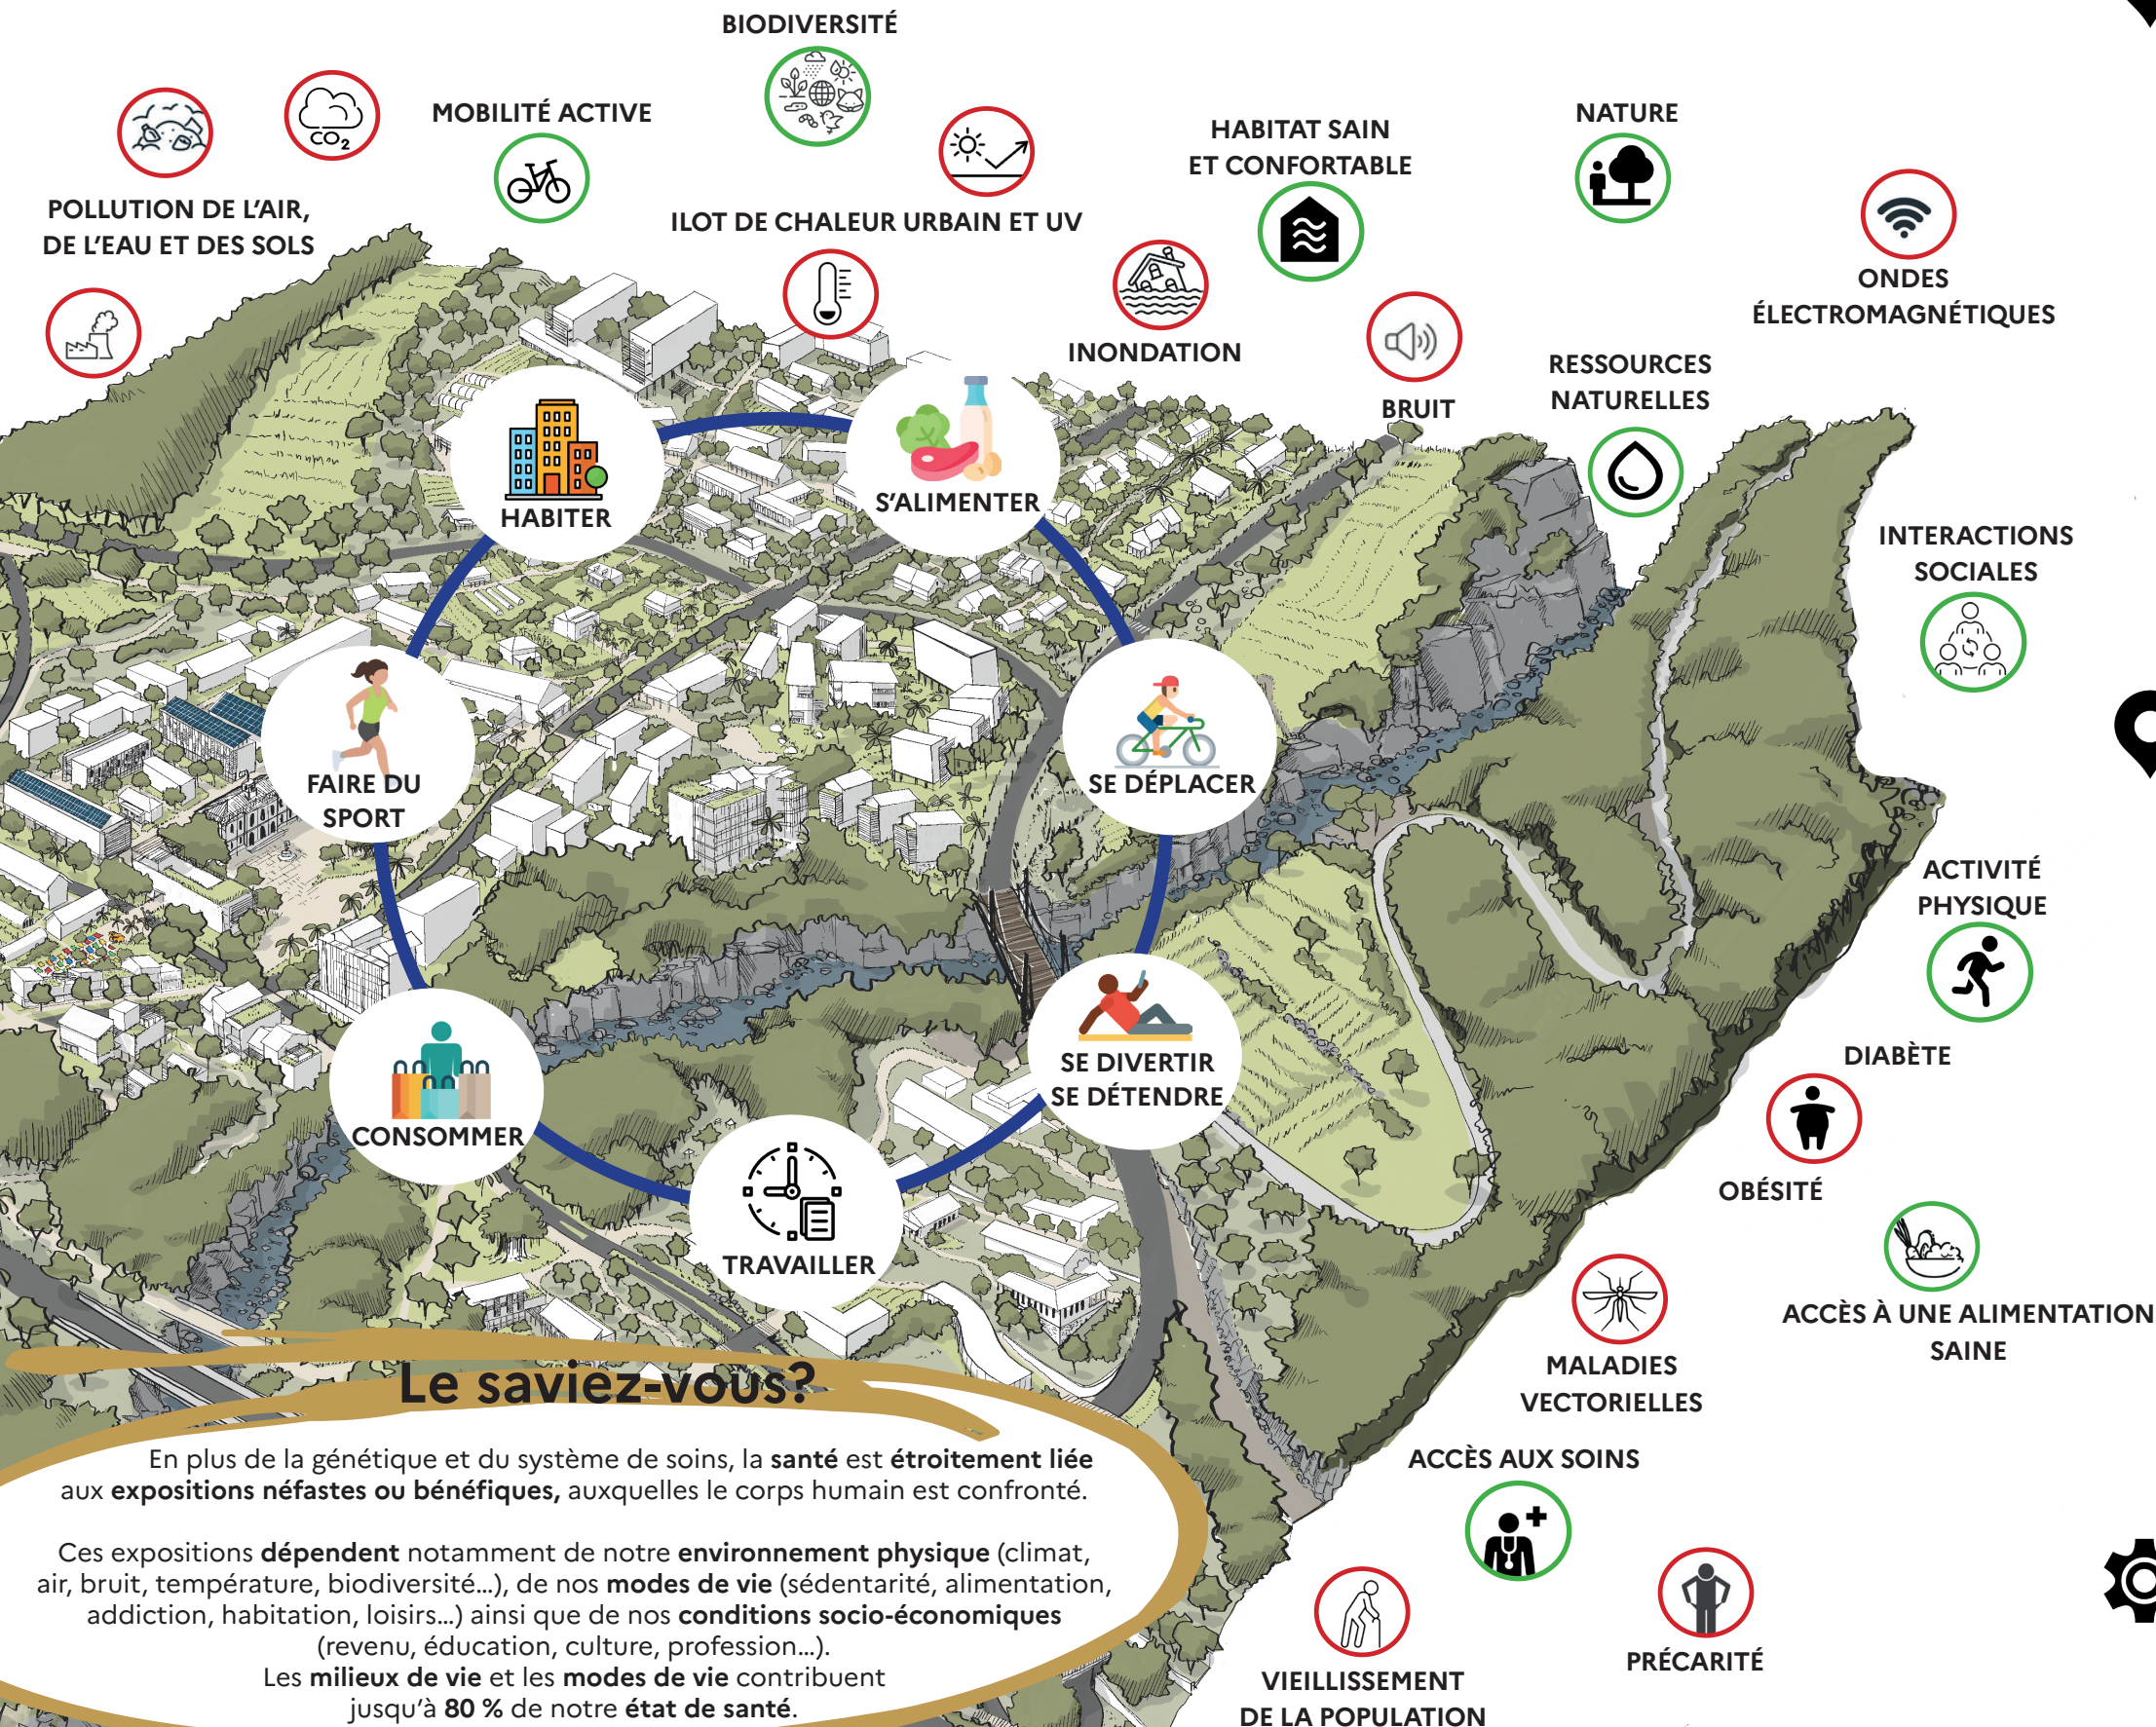 BIODIVERSITÉ
CO₂
MOBILITÉ ACTIVE
HABITAT SAIN
ET CONFORTABLE
NATURE
POLLUTION DE L'AIR,
DE L'EAU ET DES SOLS
ILOT DE CHALEUR URBAIN ET UV
ONDES
ÉLECTROMAGNÉTIQUES
INONDATION
BRUIT
RESSOURCES
NATURELLES
HABITER
S'ALIMENTER
INTERACTIONS
SOCIALES
FAIRE DU
SPORT
SE DÉPLACER
ACTIVITÉ
PHYSIQUE
SE DIVERTIR
SE DÉTENDRE
DIABÈTE
CONSOMMER
OBÉSITÉ
TRAVAILLER
ACCÈS À UNE ALIMENTATION
SAINE
MALADIES
VECTORIELLES
Le saviez-vous?
En plus de la génétique et du système de soins, la santé est étroitement liée
aux expositions néfastes ou bénéfiques, auxquelles le corps humain est confronté.
Ces expositions dépendent notamment de notre environnement physique (climat,
air, bruit, température, biodiversité...), de nos modes de vie (sédentarité, alimentation,
addiction, habitation, loisirs...) ainsi que de nos conditions socio-économiques
(revenu, éducation, culture, profession...).
Les milieux de vie et les modes de vie contribuent
jusqu'à 80 % de notre état de santé.
ACCÈS AUX SOINS
PRÉCARITÉ
VIEILLISSEMENT
DE LA POPULATION